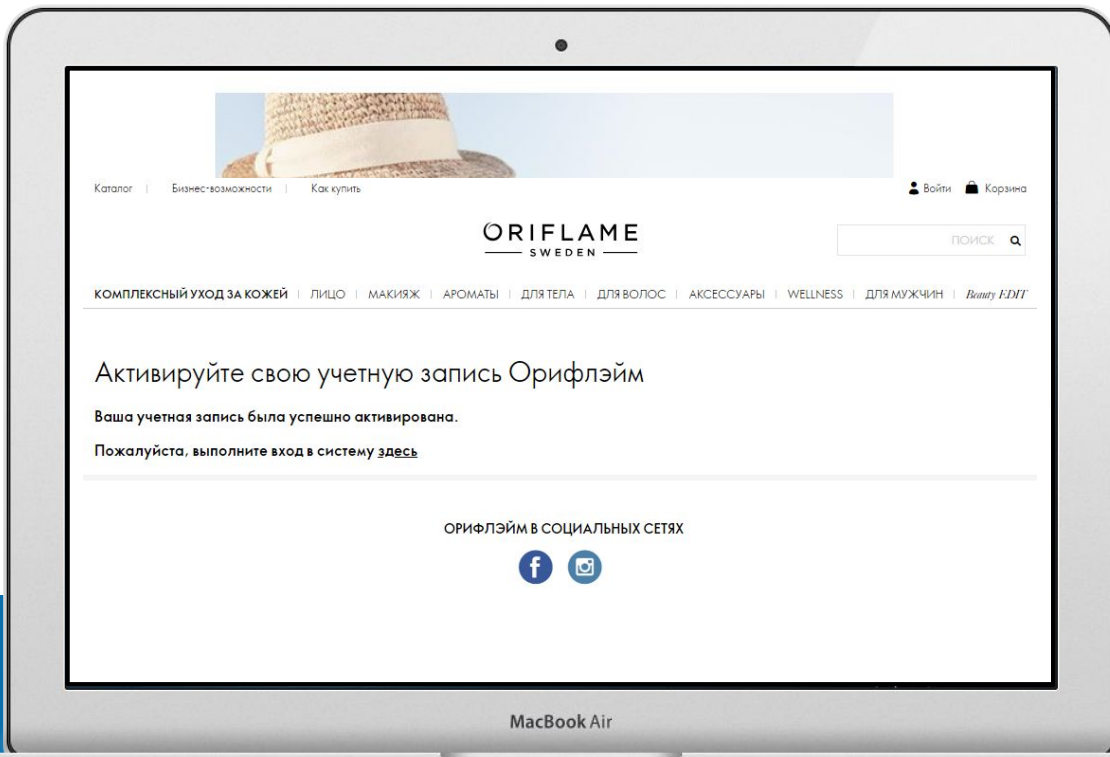 Каталог | Бизнес-возможности | Как купить
Войти Корзина
ORIFLAME
SWEDEN
ПОИСК
КОМПЛЕКСНЫЙ УХОД ЗА КОЖЕЙ | ЛИЦО | МАКИЯЖ | АРОМАТЫ | ДЛЯ ТЕЛА | ДЛЯ ВОЛОС | АКСЕССУАРЫ | WELLNESS | ДЛЯ МУЖЧИН | Beauty EDIT
Активируйте свою учетную запись Орифлэйм
Ваша учетная запись была успешно активирована.
Пожалуйста, выполните вход в систему здесь
ОРИФЛЭЙМ В СОЦИАЛЬНЫХ СЕТЯХ
f
MacBook Air